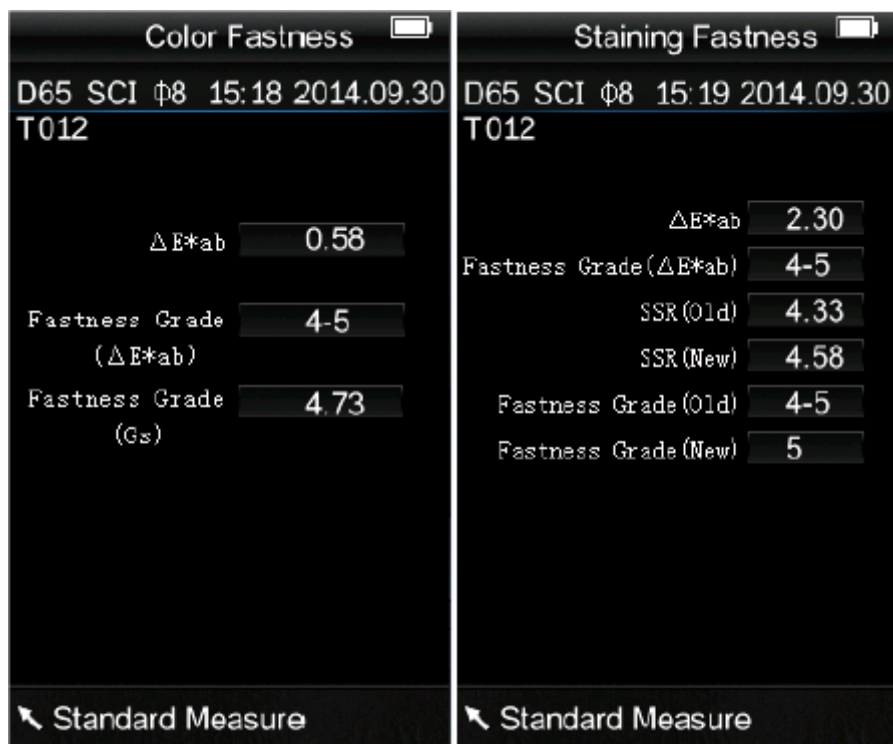 Color Fastness
D65 SCI Φ8 15:18 2014.09.30
T012
ΔE*ab 0.58
Fastness Grade 4-5
(ΔE*ab)
Fastness Grade 4.73
(Gs)
Standard Measure
Staining Fastness
D65 SCI Φ8 15:19 2014.09.30
T012
ΔE*ab 2.30
Fastness Grade(ΔE*ab) 4-5
SSR(Old) 4.33
SSR(New) 4.58
Fastness Grade(Old) 4-5
Fastness Grade(New) 5
Standard Measure